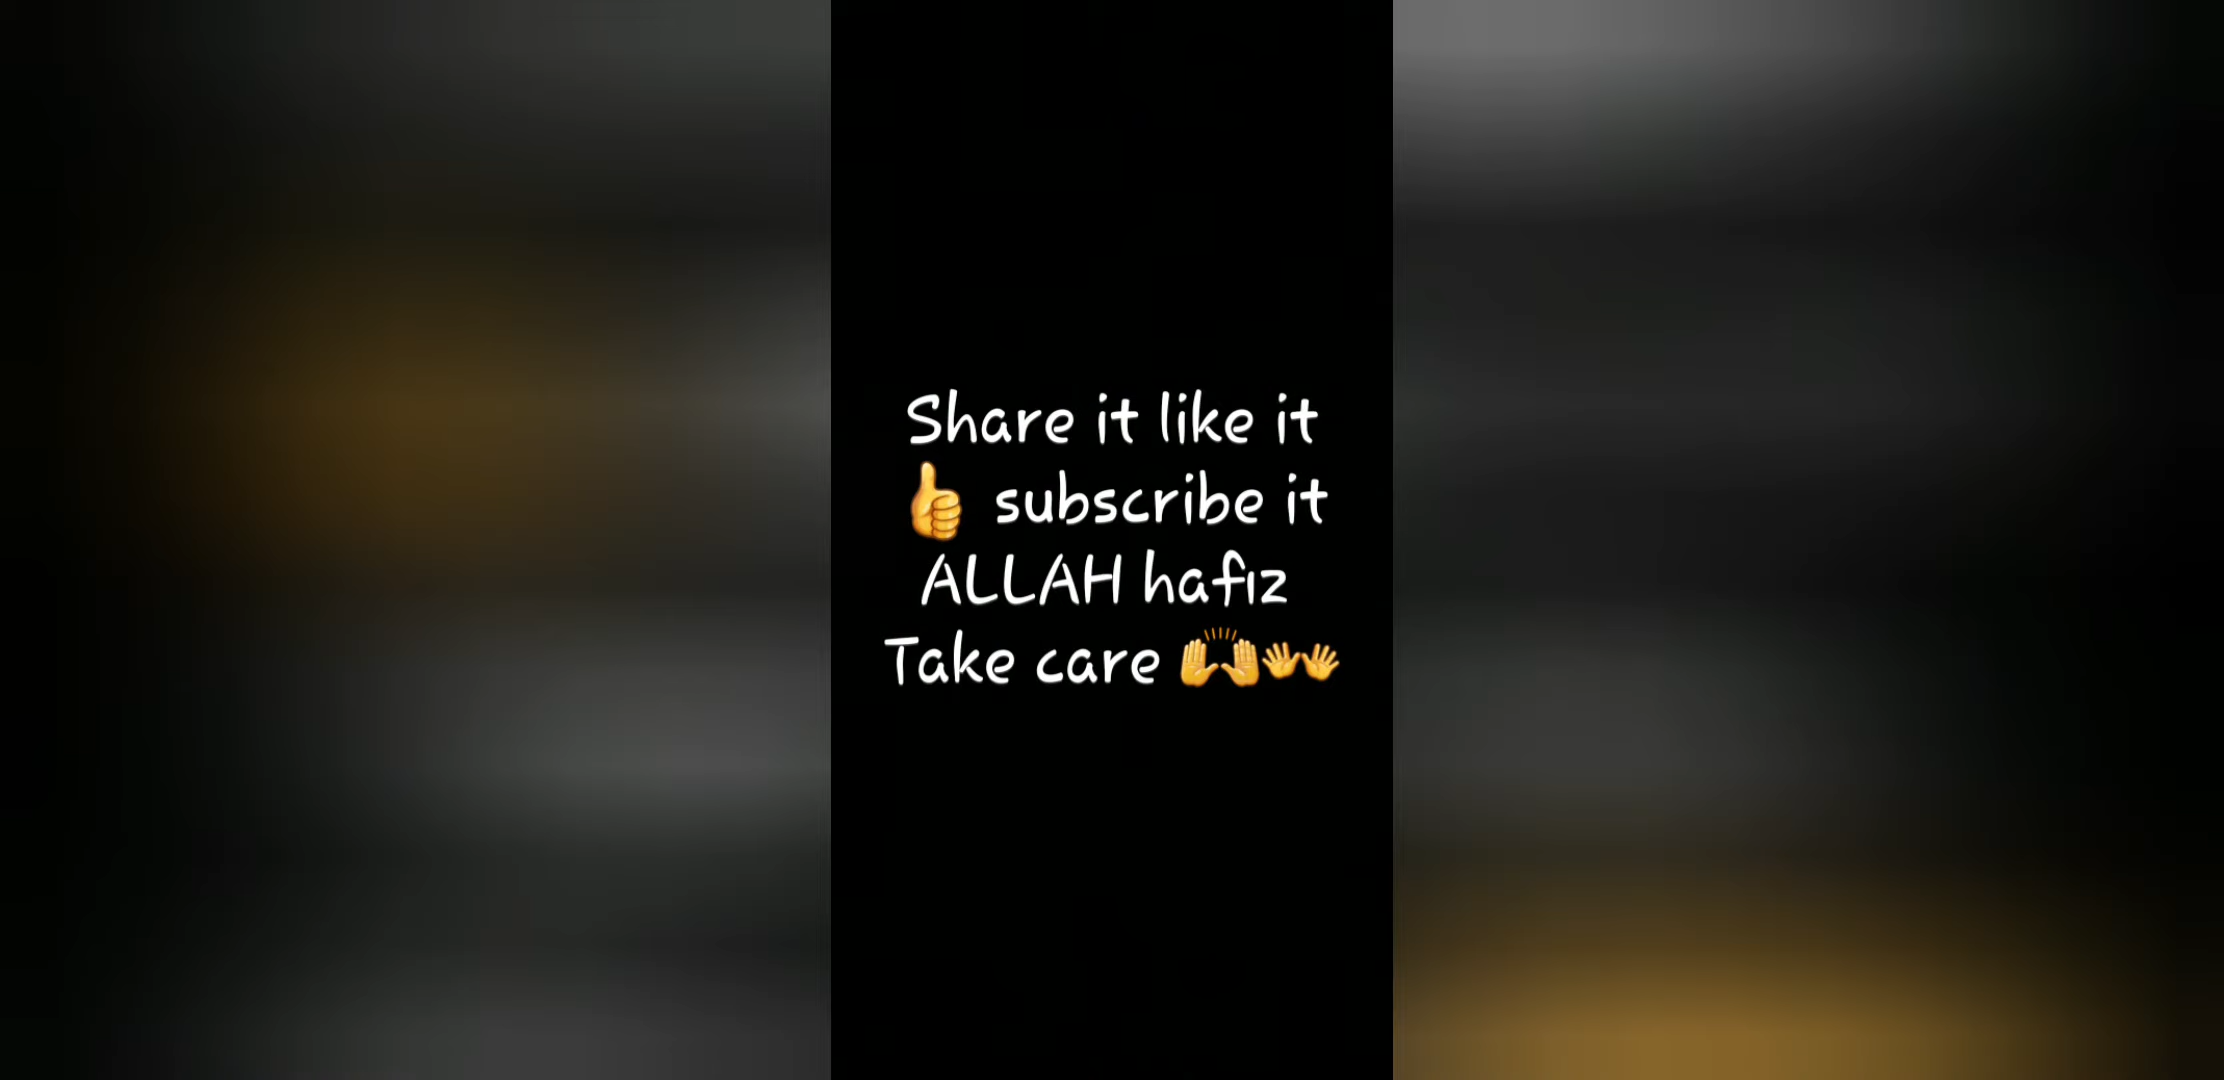 Share it like it
👍 subscribe it
ALLAH hafiz
Take care 🙌👐👐